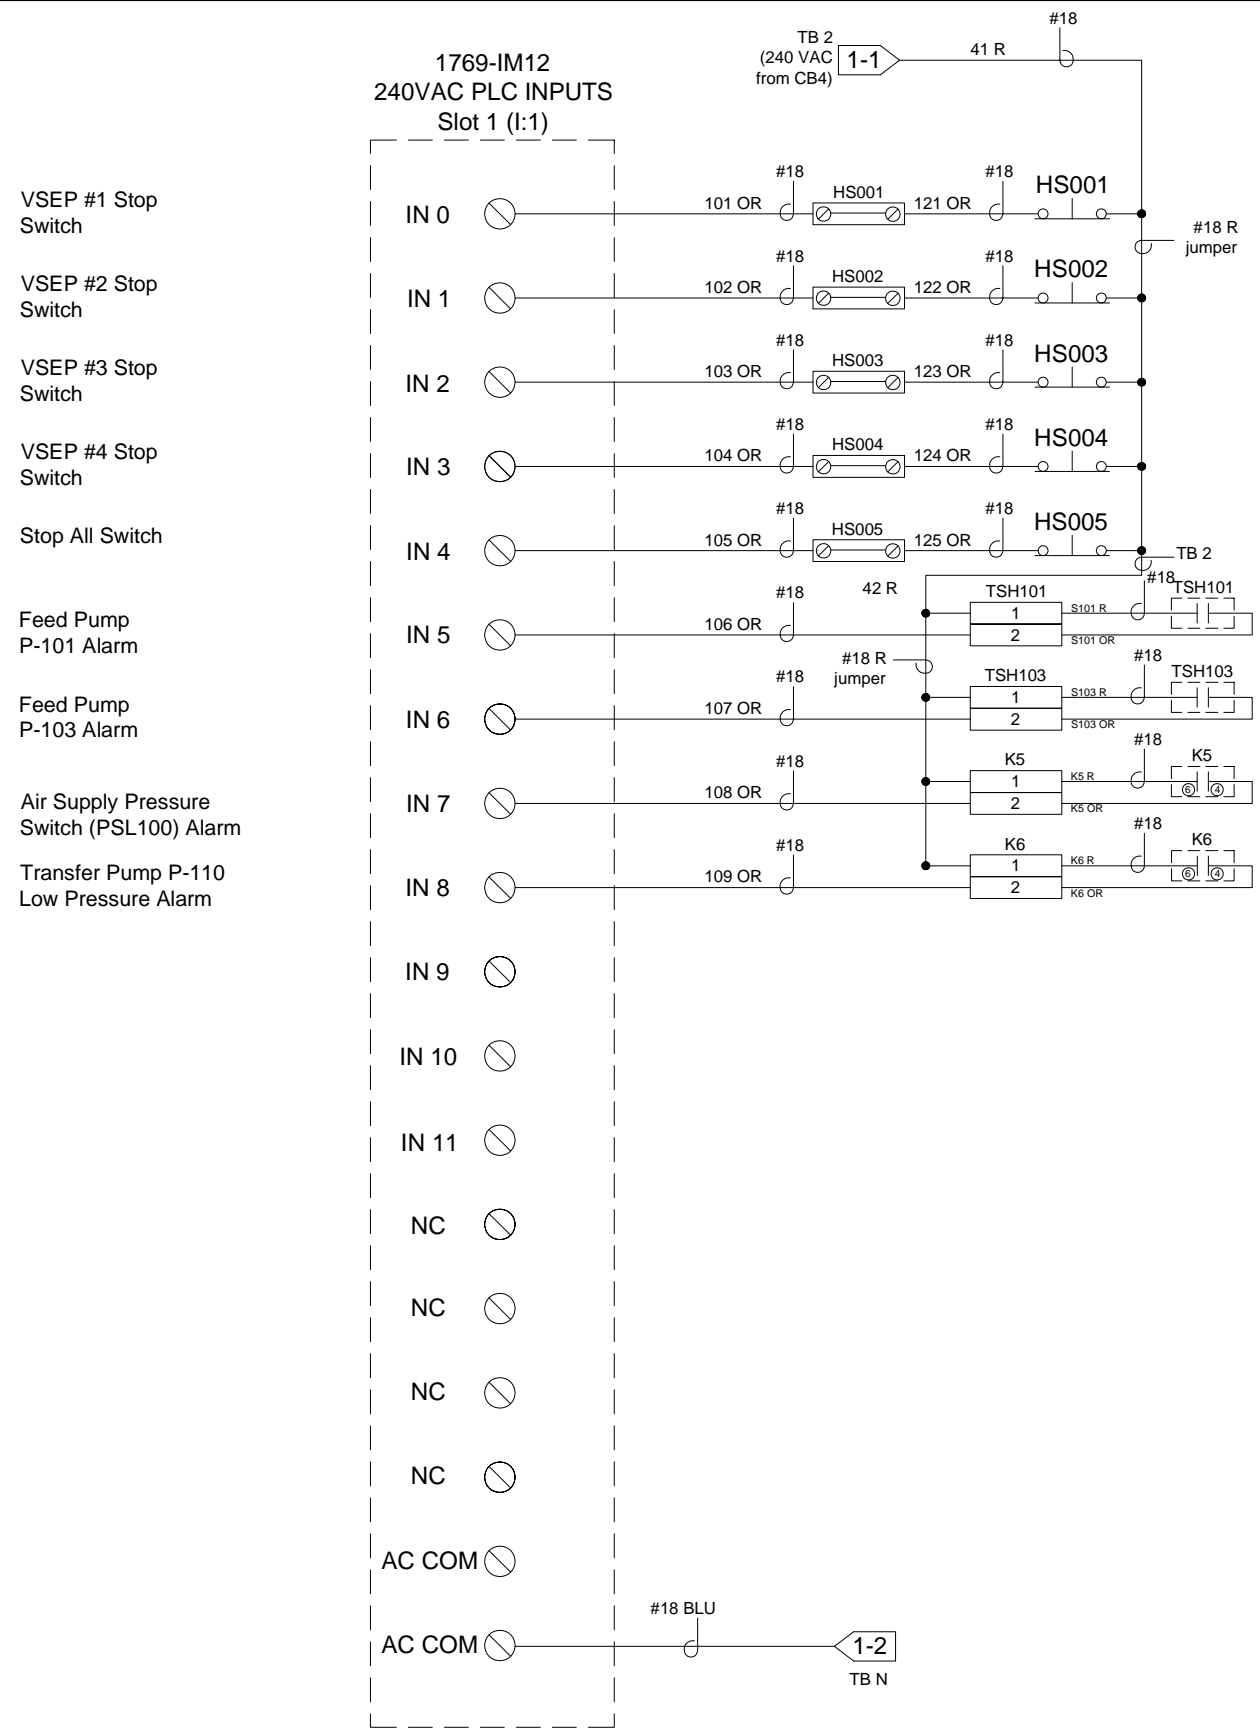 #18
TB 2
(240 VAC
from CB4)
1-1
41 R
1769-IM12
240VAC PLC INPUTS
Slot 1 (I:1)
VSEP #1 Stop
Switch
IN 0
101 OR
#18
HS001
121 OR
#18
HS001
#18 R
jumper
VSEP #2 Stop
Switch
IN 1
102 OR
#18
HS002
122 OR
#18
HS002
VSEP #3 Stop
Switch
IN 2
103 OR
#18
HS003
123 OR
#18
HS003
VSEP #4 Stop
Switch
IN 3
104 OR
#18
HS004
124 OR
#18
HS004
Stop All Switch
IN 4
105 OR
#18
HS005
125 OR
#18
HS005
TB 2
42 R
Feed Pump
P-101 Alarm
IN 5
106 OR
#18
TSH101
1
2
S101 R
S101 OR
#18
TSH101
#18 R
jumper
Feed Pump
P-103 Alarm
IN 6
107 OR
#18
TSH103
1
2
S103 R
S103 OR
#18
TSH103
Air Supply Pressure
Switch (PSL100) Alarm
IN 7
108 OR
#18
K5
1
2
K5 R
K5 OR
#18
K5
6
4
Transfer Pump P-110
Low Pressure Alarm
IN 8
109 OR
#18
K6
1
2
K6 R
K6 OR
#18
K6
6
4
IN 9
IN 10
IN 11
NC
NC
NC
NC
AC COM
AC COM
#18 BLU
1-2
TB N